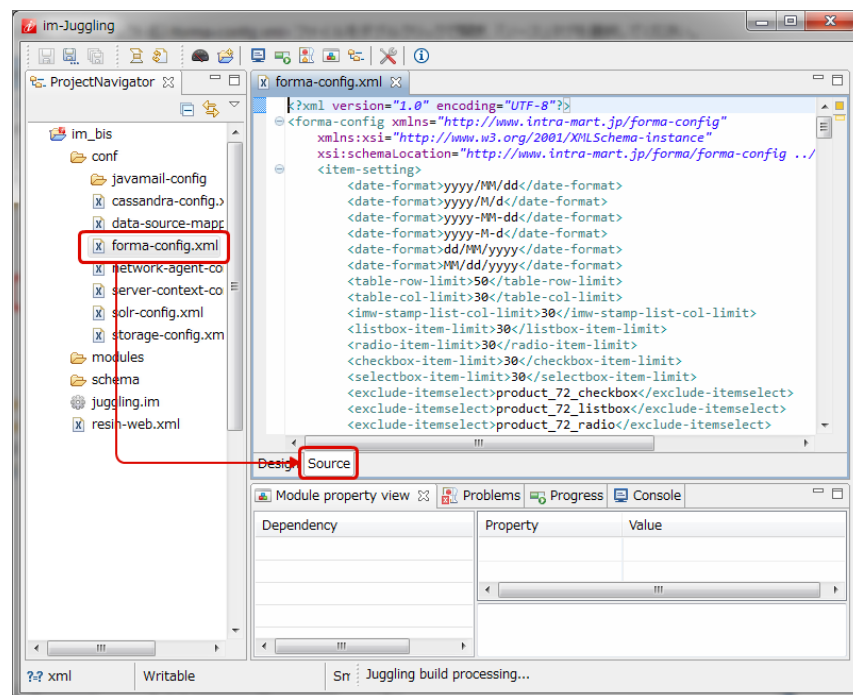 im-Juggling
ProjectNavigator
im_bis
conf
javamail-config
cassandra-config.x
data-source-mapp
forma-config.xml
network-agent-co
server-context-co
solr-config.xml
storage-config.xm
modules
schema
juggling.im
resin-web.xml
forma-config.xml
<?xml version="1.0" encoding="UTF-8"?>
<forma-config xmlns="http://www.intra-mart.jp/forma-config"
xmlns:xsi="http://www.w3.org/2001/XMLSchema-instance"
xsi:schemaLocation="http://www.intra-mart.jp/forma/forma-config ../
<item-setting>
<date-format>yyyy/MM/dd</date-format>
<date-format>yyyy/M/d</date-format>
<date-format>yyyy-MM-dd</date-format>
<date-format>yyyy-M-d</date-format>
<date-format>dd/MM/yyyy</date-format>
<date-format>MM/dd/yyyy</date-format>
<table-row-limit>50</table-row-limit>
<table-col-limit>30</table-col-limit>
<imw-stamp-list-col-limit>30</imw-stamp-list-col-limit>
<listbox-item-limit>30</listbox-item-limit>
<radio-item-limit>30</radio-item-limit>
<checkbox-item-limit>30</checkbox-item-limit>
<selectbox-item-limit>30</selectbox-item-limit>
<exclude-itemselect>product_72_checkbox</exclude-itemselect>
<exclude-itemselect>product_72_listbox</exclude-itemselect>
<exclude-itemselect>product_72_radio</exclude-itemselect>
Design Source
Module property view Problems Progress Console
Dependency Property Value
xml Writable Sm Juggling build processing...